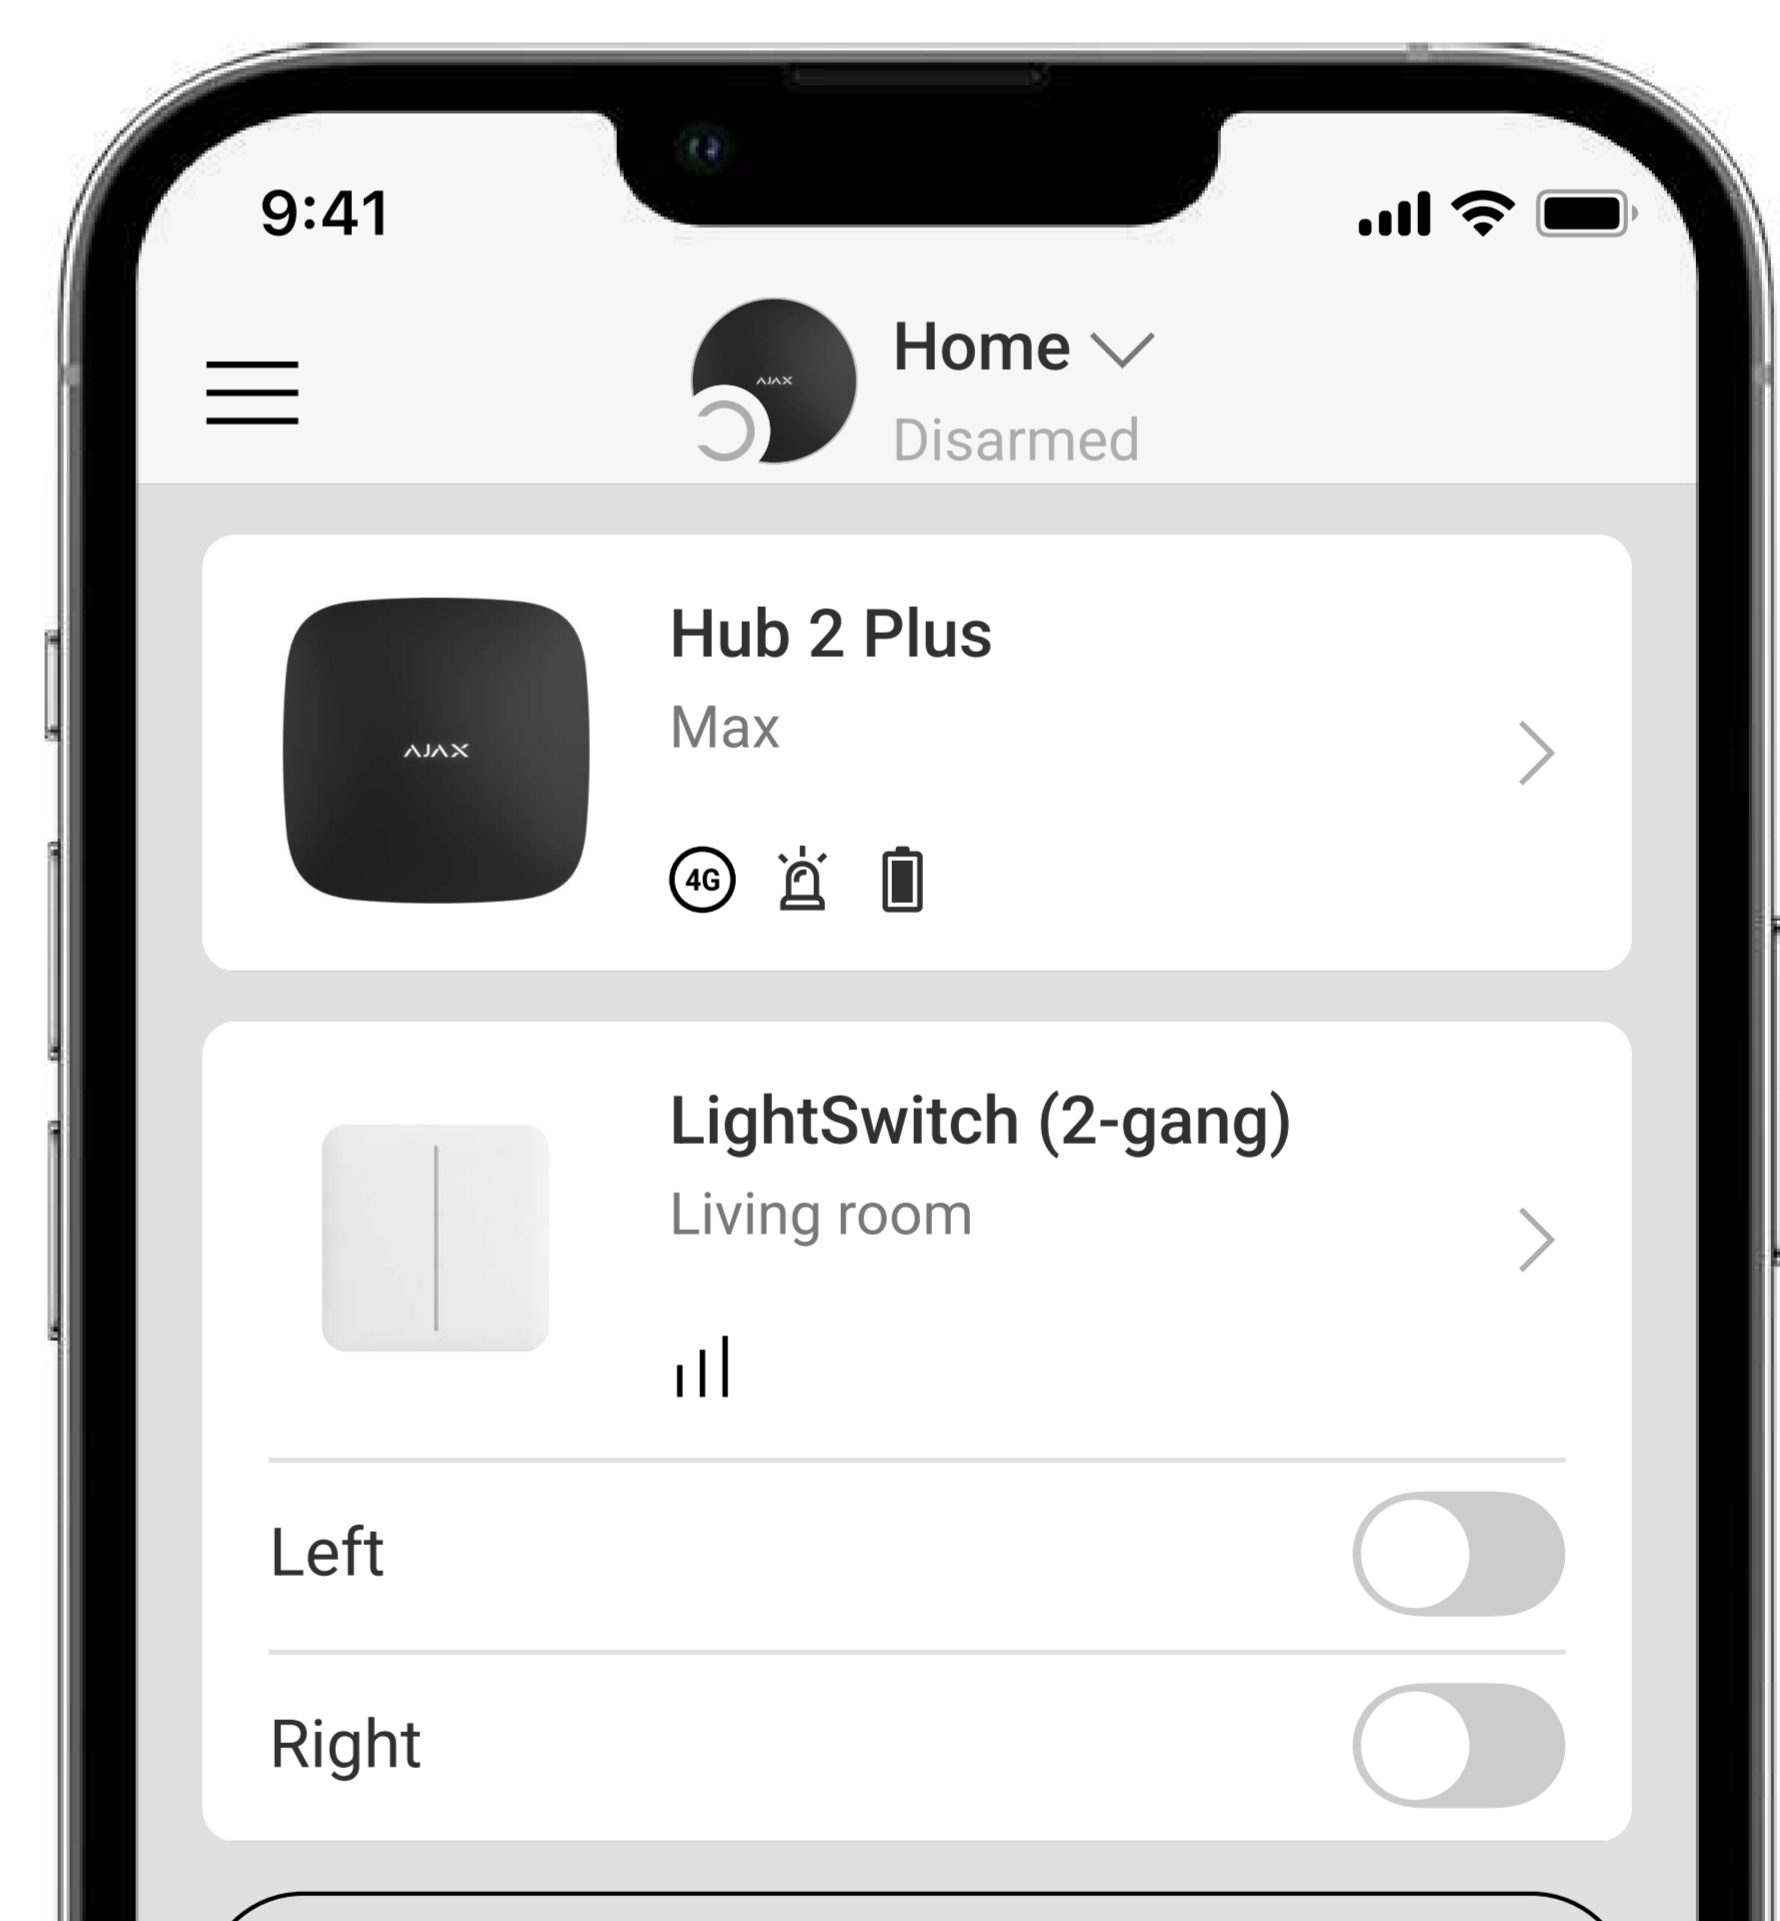 9:41
AJAX
Home
Disarmed
AJAX
Hub 2 Plus
Max
4G
LightSwitch (2-gang)
Living room
Left
Right